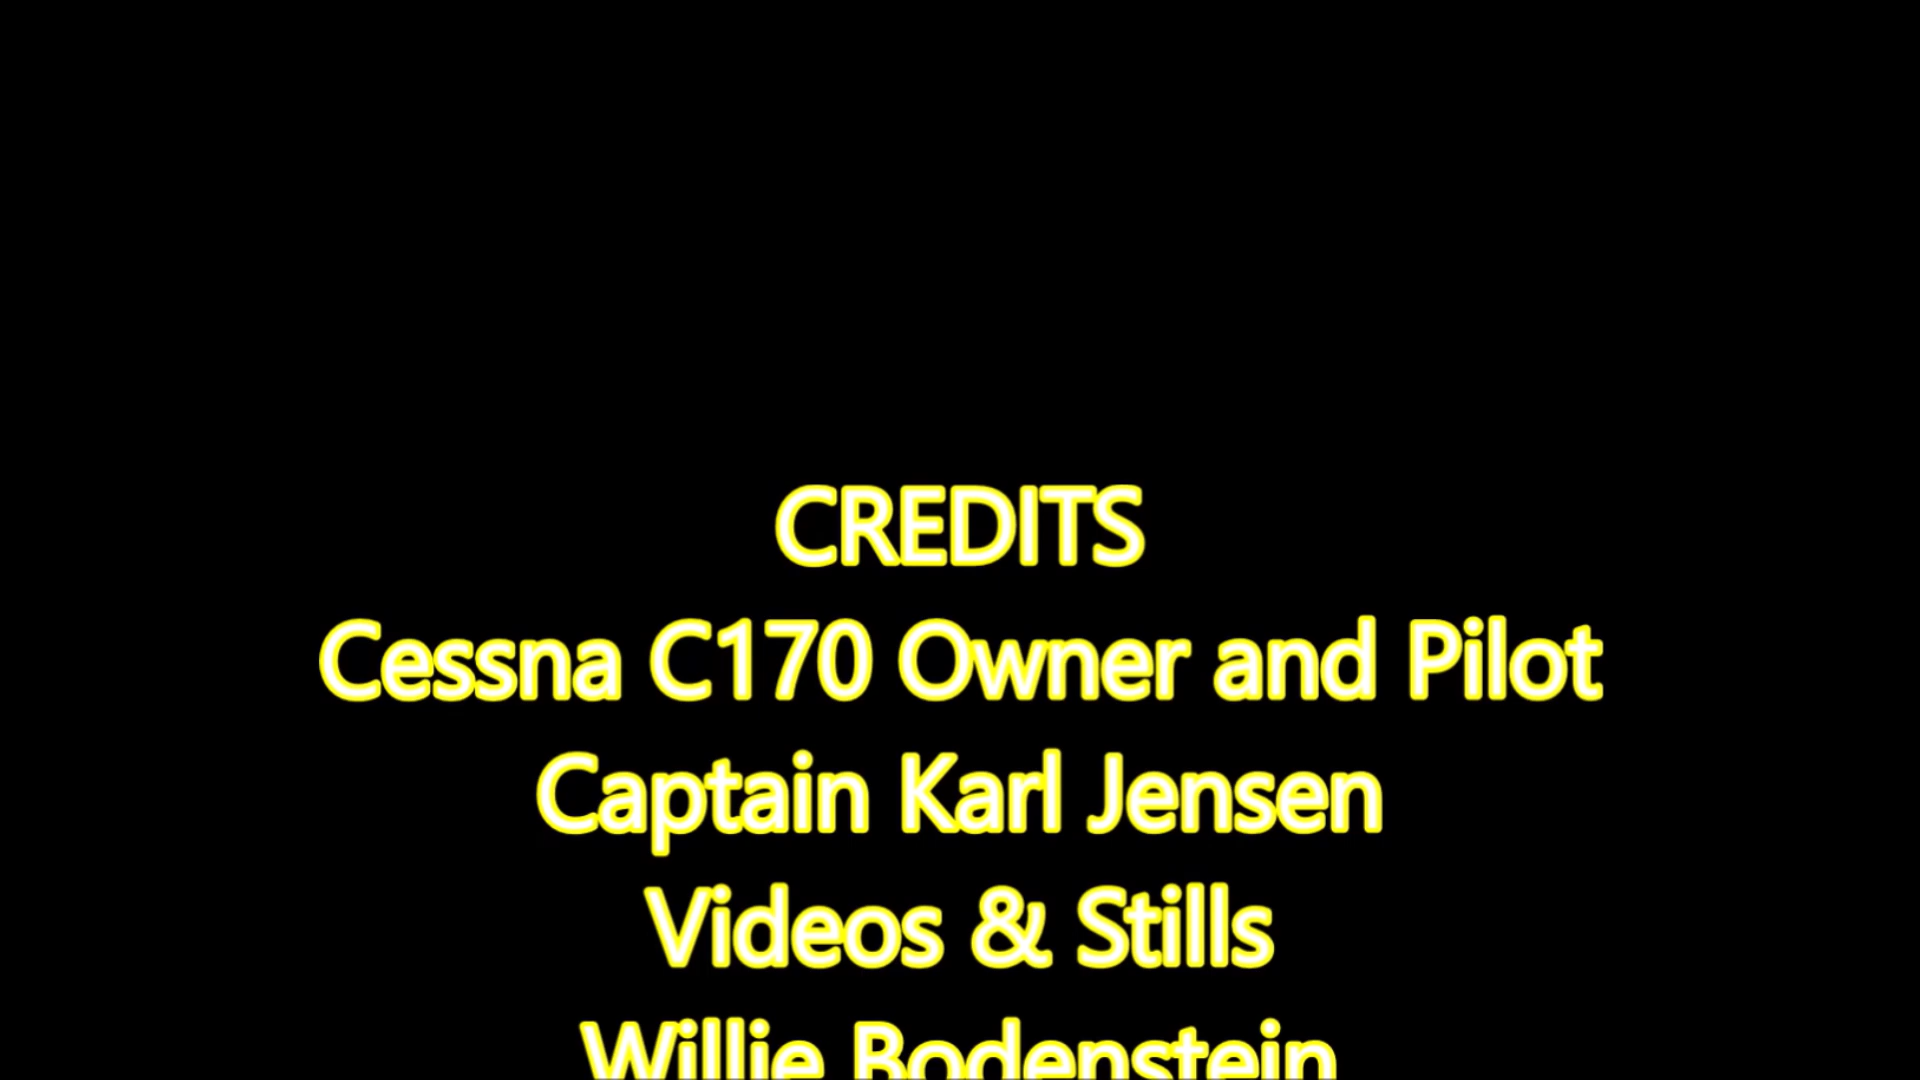 CREDITS
Cessna C170 Owner and Pilot
Captain Karl Jensen
Videos & Stills
Willie Bodenstein